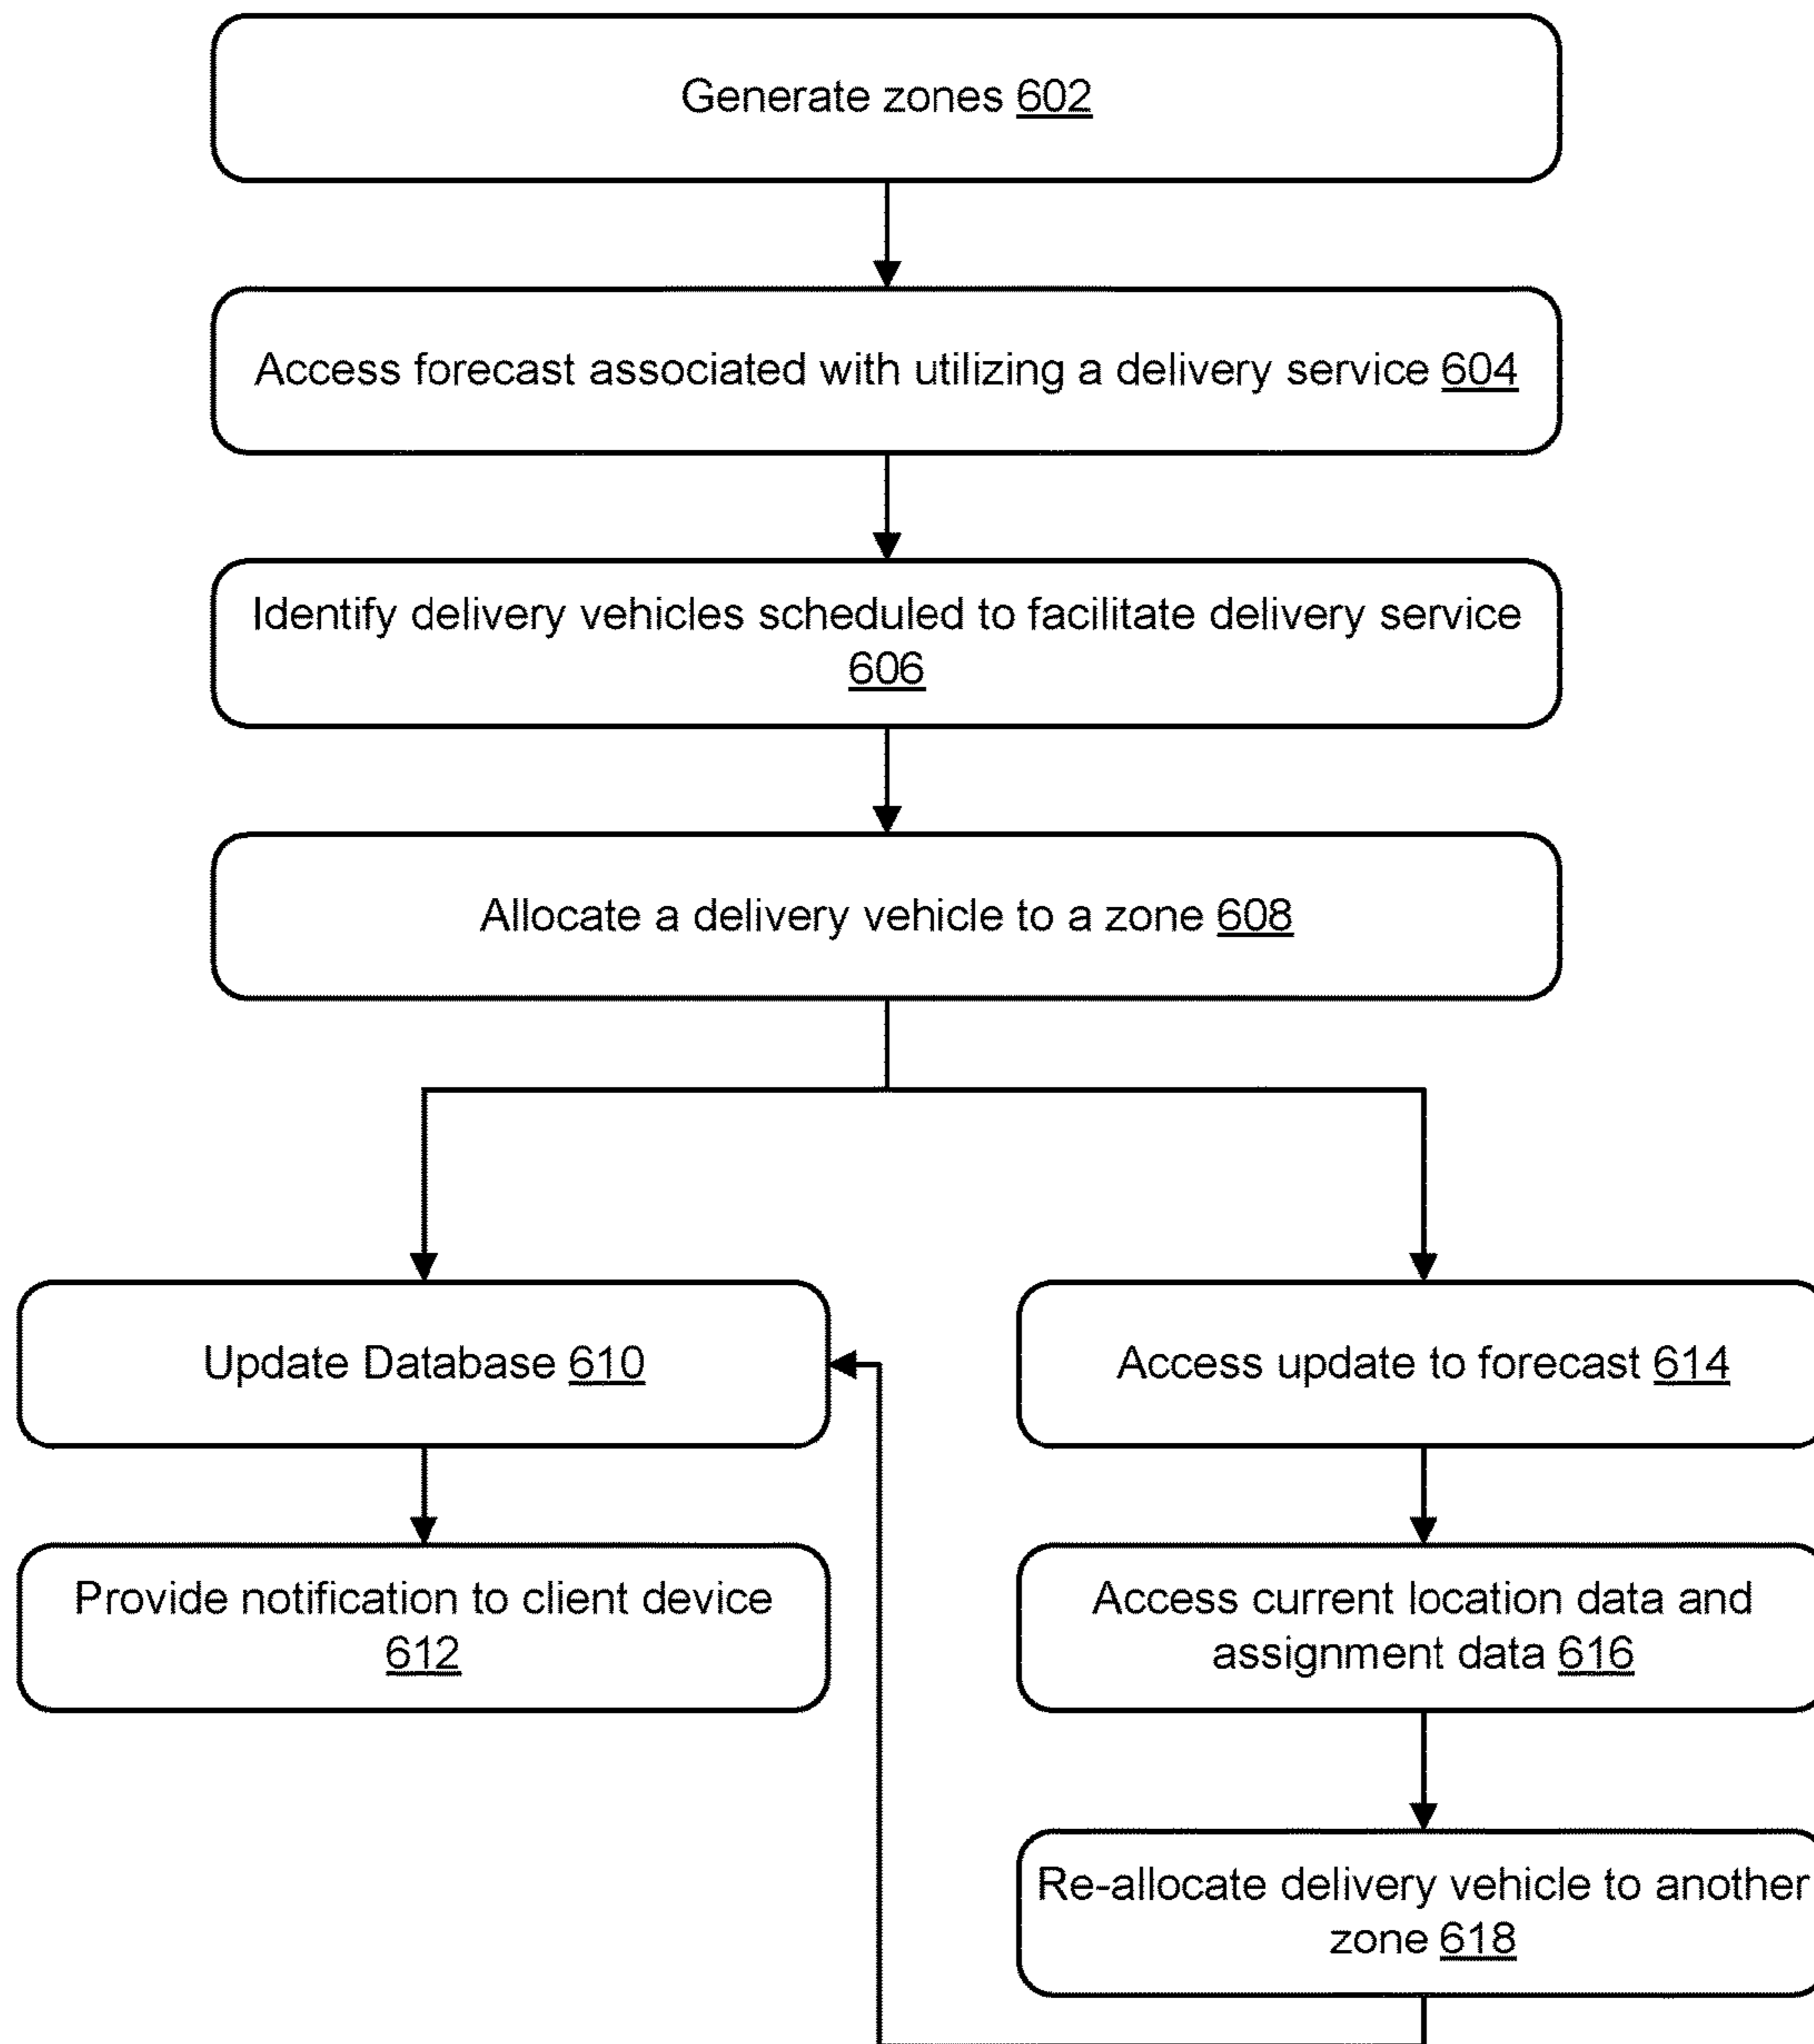 Generate zones 602
Access forecast associated with utilizing a delivery service 604
Identify delivery vehicles scheduled to facilitate delivery service
606
Allocate a delivery vehicle to a zone 608
Update Database 610
Provide notification to client device
612
Access update to forecast 614
Access current location data and
assignment data 616
Re-allocate delivery vehicle to another
zone 618